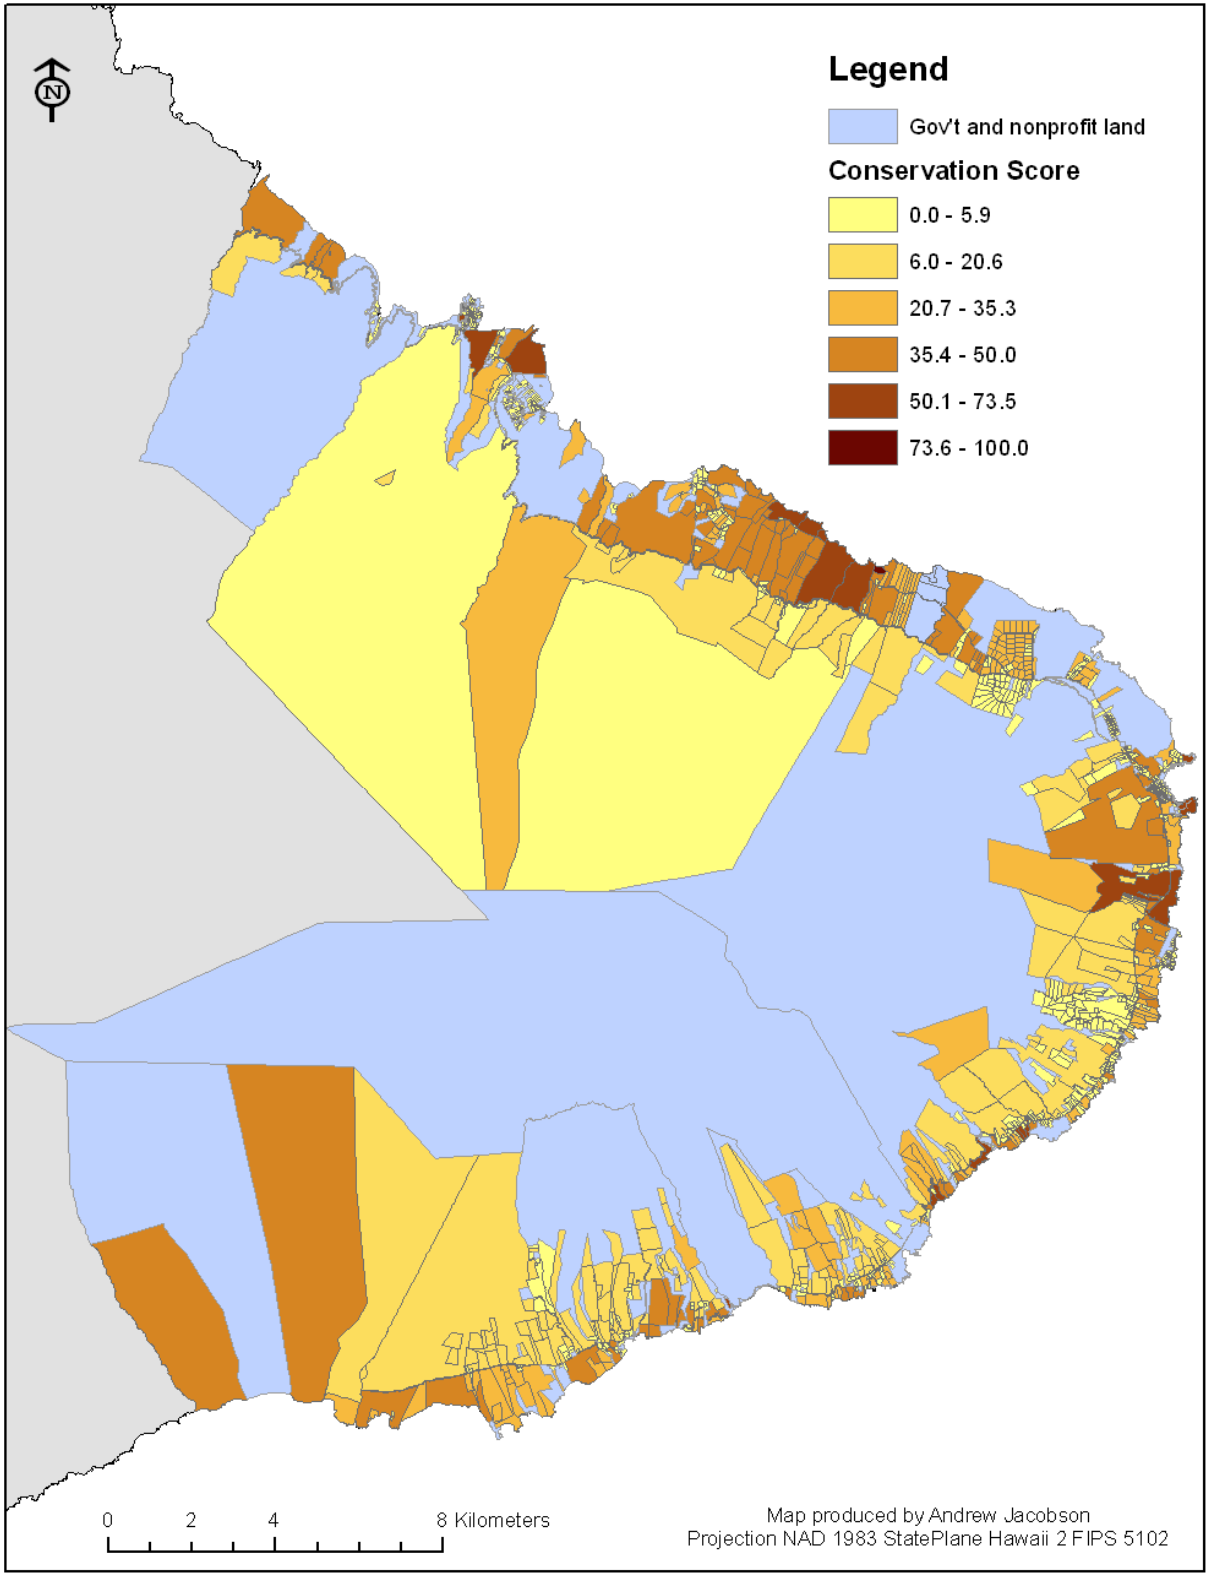 N
Legend
Gov't and nonprofit land
Conservation Score
0.0 - 5.9
6.0 - 20.6
20.7 - 35.3
35.4 - 50.0
50.1 - 73.5
73.6 - 100.0
0 2 4 8 Kilometers
Map produced by Andrew Jacobson
Projection NAD 1983 StatePlane Hawaii 2 FIPS 5102